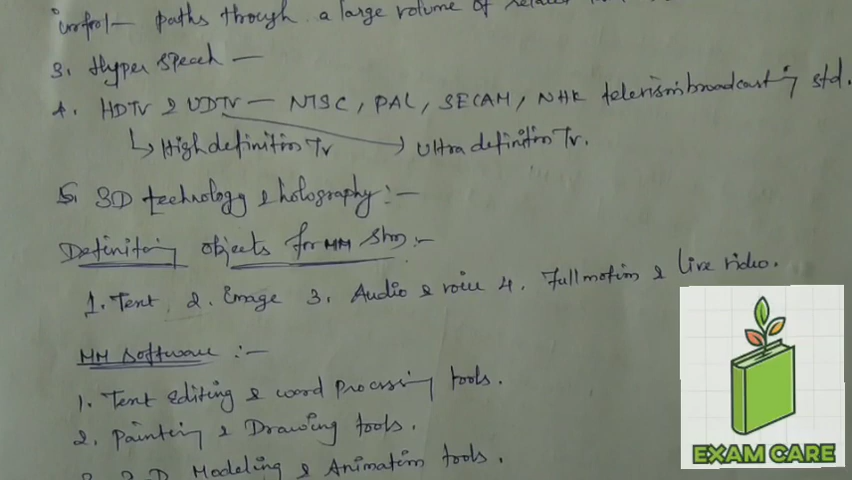 control — paths through a large volume of
3. Hyper speech —
4. HDTV & UDTV — NTSC, PAL, SECAM, NHK television broadcasting std.
High definition Tv Ultra definition Tv.
5. 3D technology & holography :-
Definiting objects for MM :-
1. Text 2. Image 3. Audio & voice 4. Full motion & live video.
MM Software :-
1. Text editing & word Processing tools.
2. Painting & Drawing tools.
3. 3-D Modeling & Animation tools.
EXAM CARE